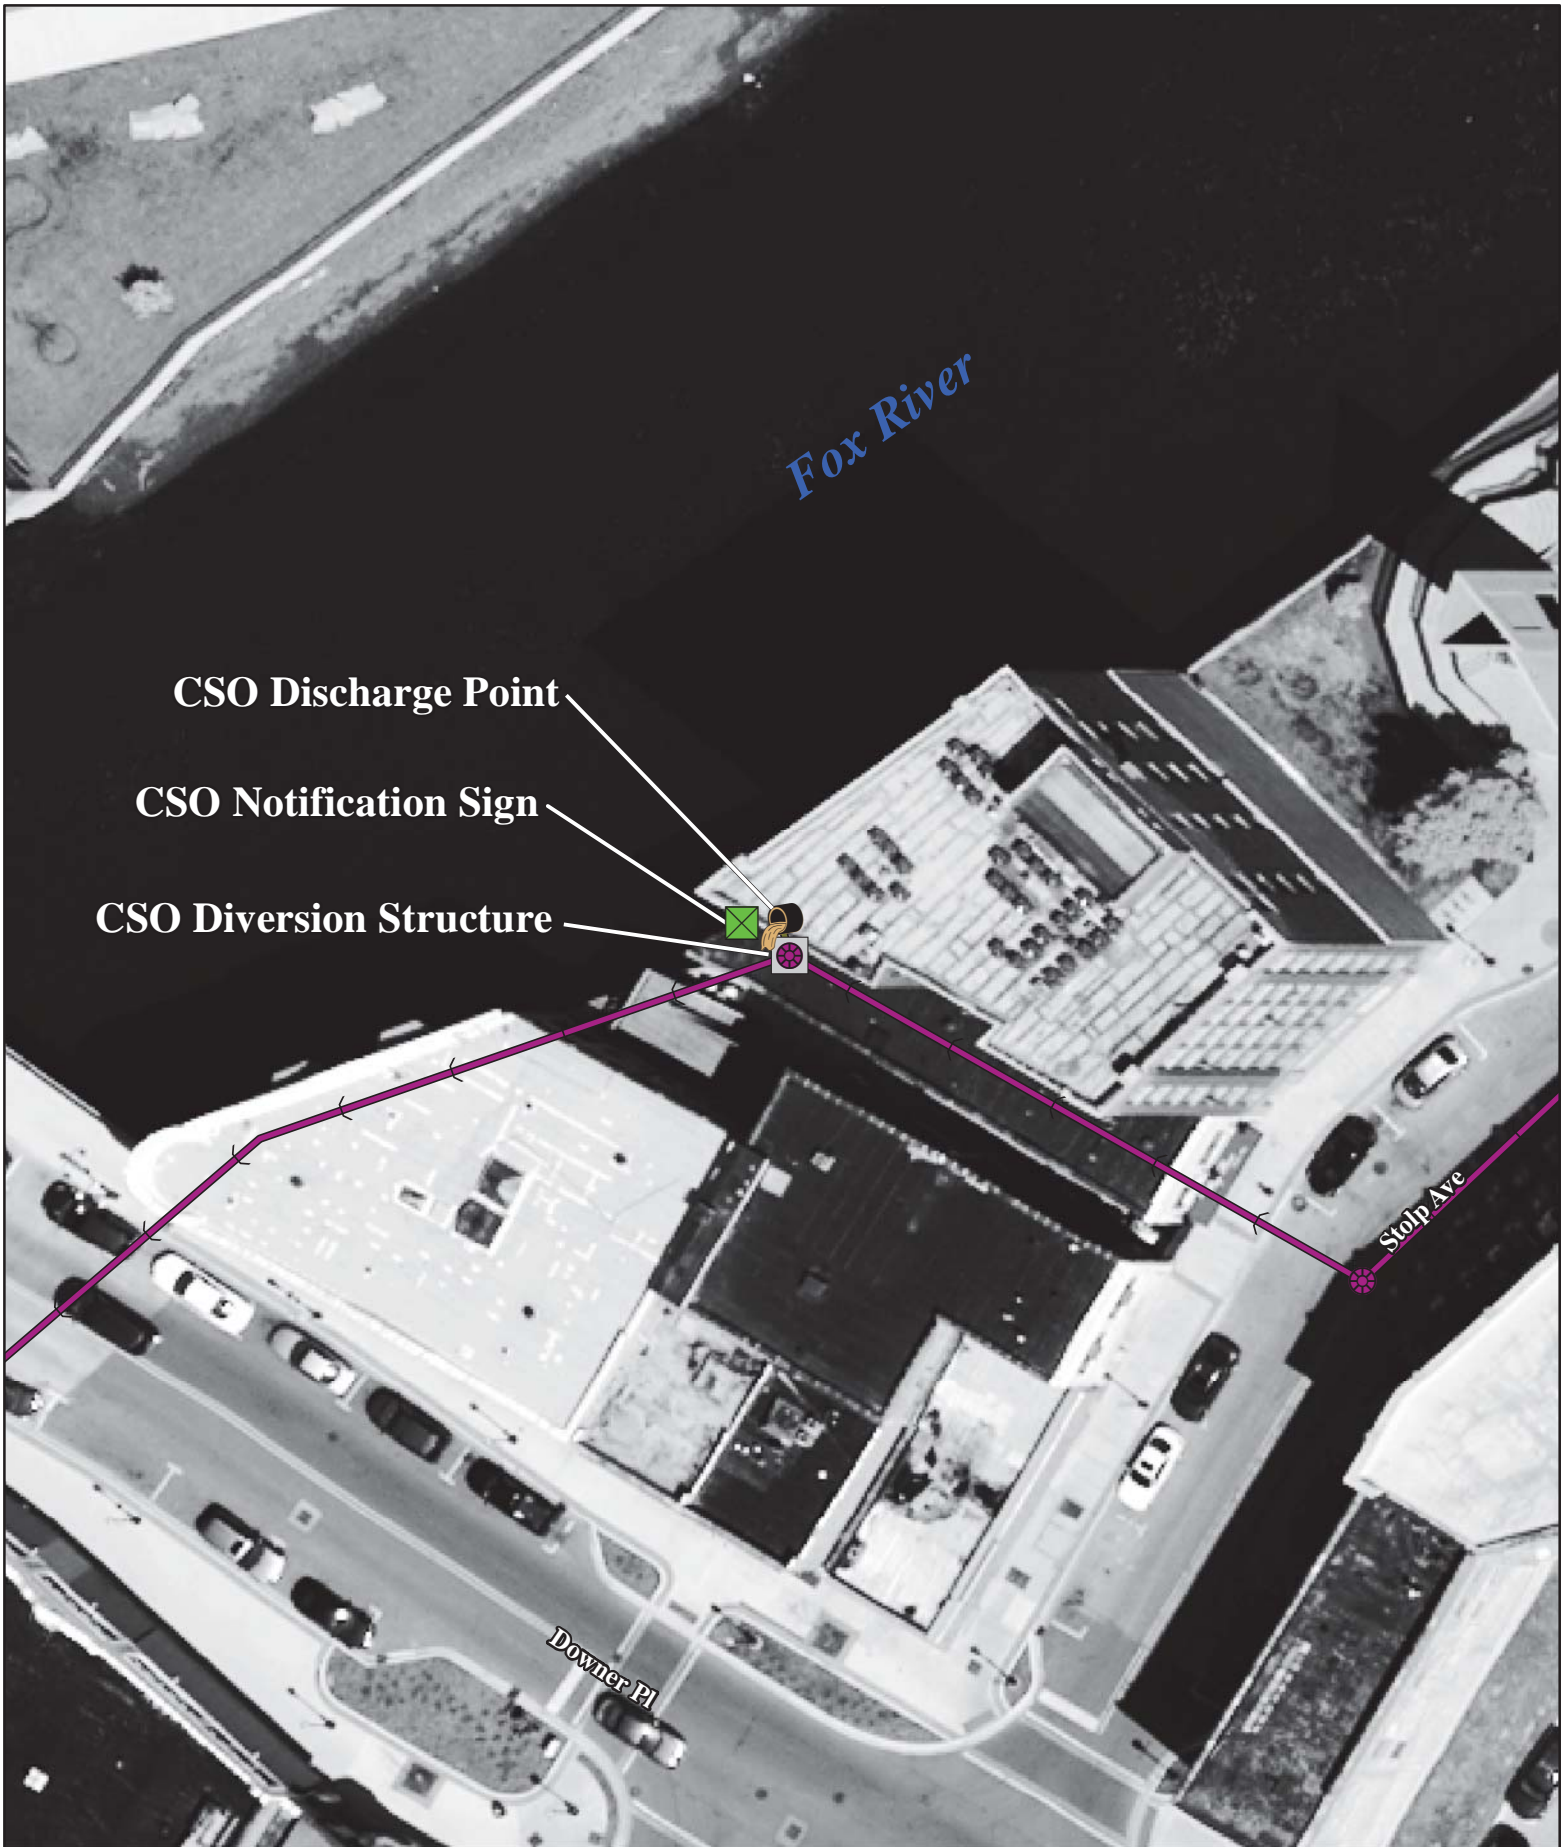 Fox River
CSO Discharge Point
CSO Notification Sign
CSO Diversion Structure
Stolp Ave
Downer Pl